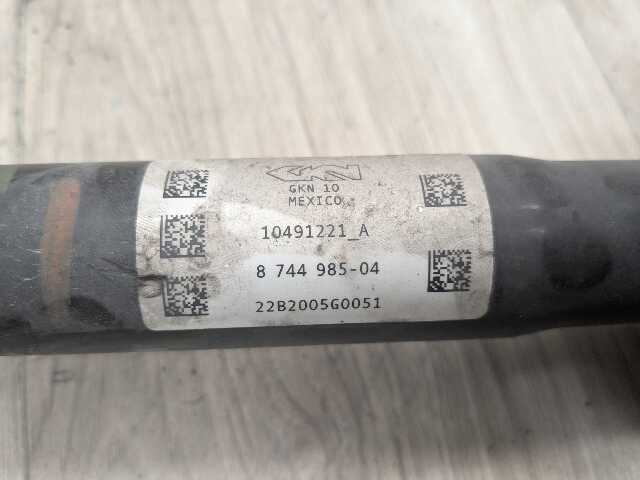 GKN
GKN 10
MEXICO
10491221_A
8 744 985-04
22B2005G0051